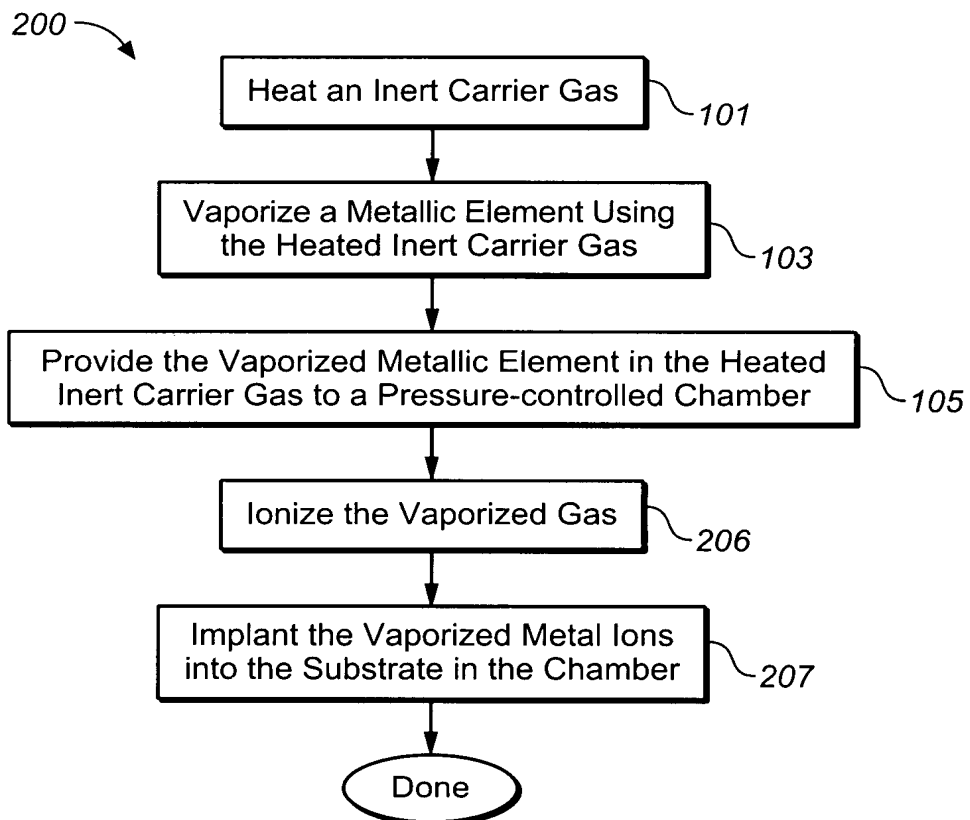 200
Heat an Inert Carrier Gas
101
Vaporize a Metallic Element Using
the Heated Inert Carrier Gas
103
Provide the Vaporized Metallic Element in the Heated
Inert Carrier Gas to a Pressure-controlled Chamber
105
Ionize the Vaporized Gas
206
Implant the Vaporized Metal Ions
into the Substrate in the Chamber
207
Done